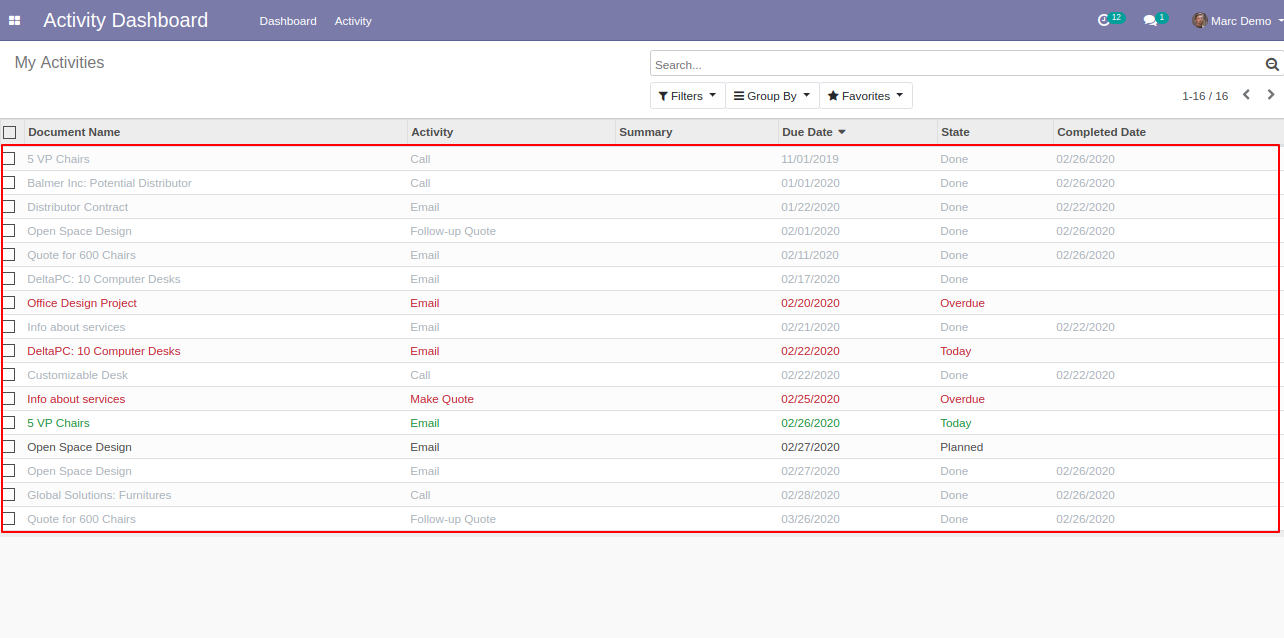 Activity Dashboard Dashboard Activity 12 1 Marc Demo
My Activities
Search...
Filters Group By Favorites 1-16 / 16
Document Name Activity Summary Due Date State Completed Date
5 VP Chairs Call 11/01/2019 Done 02/26/2020
Balmer Inc: Potential Distributor Call 01/01/2020 Done 02/26/2020
Distributor Contract Email 01/22/2020 Done 02/22/2020
Open Space Design Follow-up Quote 02/01/2020 Done 02/26/2020
Quote for 600 Chairs Email 02/11/2020 Done 02/26/2020
DeltaPC: 10 Computer Desks Email 02/17/2020 Done
Office Design Project Email 02/20/2020 Overdue
Info about services Email 02/21/2020 Done 02/22/2020
DeltaPC: 10 Computer Desks Email 02/22/2020 Today
Customizable Desk Call 02/22/2020 Done 02/22/2020
Info about services Make Quote 02/25/2020 Overdue
5 VP Chairs Email 02/26/2020 Today
Open Space Design Email 02/27/2020 Planned
Open Space Design Email 02/27/2020 Done 02/26/2020
Global Solutions: Furnitures Call 02/28/2020 Done 02/26/2020
Quote for 600 Chairs Follow-up Quote 03/26/2020 Done 02/26/2020